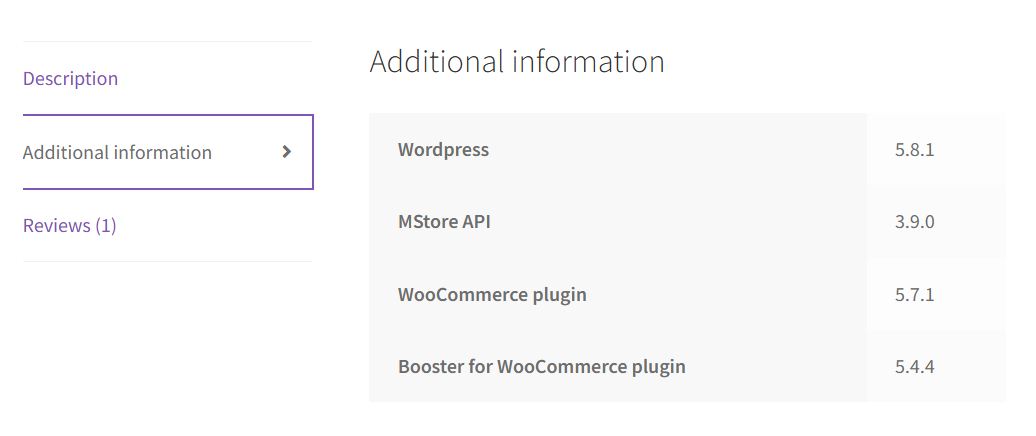 Description
Additional information
Reviews (1)
Additional information
Wordpress 5.8.1
MStore API 3.9.0
WooCommerce plugin 5.7.1
Booster for WooCommerce plugin 5.4.4